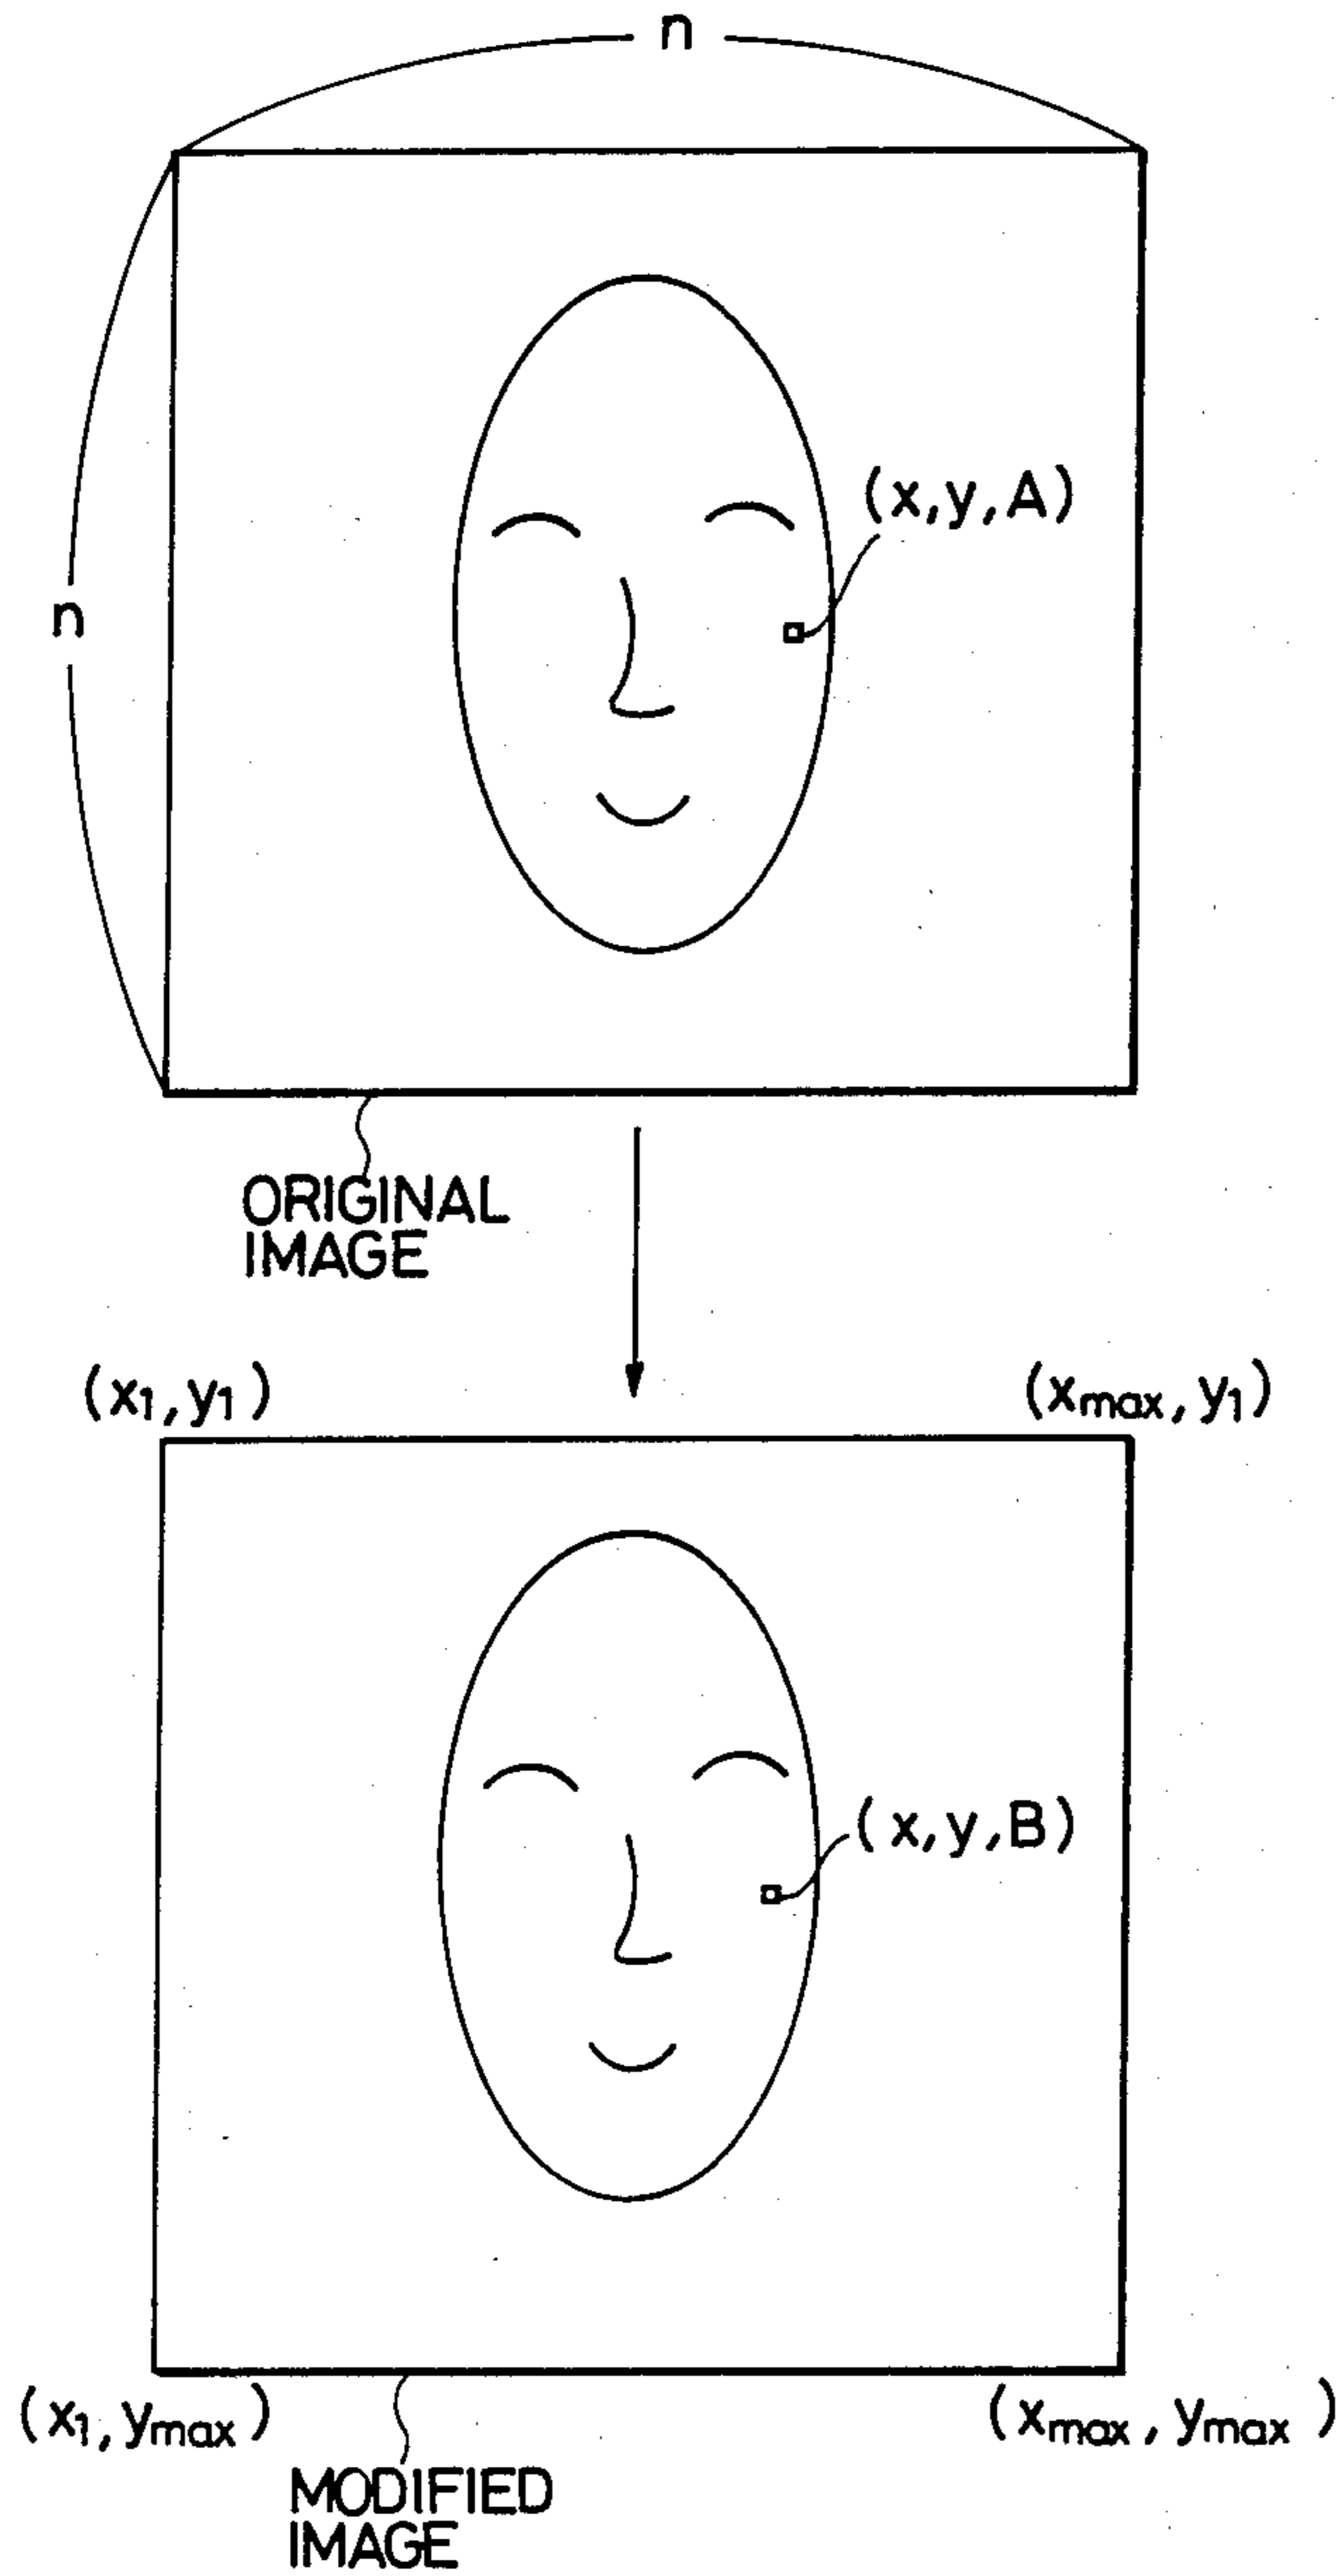 n
n
(x,y,A)
ORIGINAL
IMAGE
(x1,y1)
(xmax,y1)
(x,y,B)
(x1,ymax)
(xmax,ymax)
MODIFIED
IMAGE